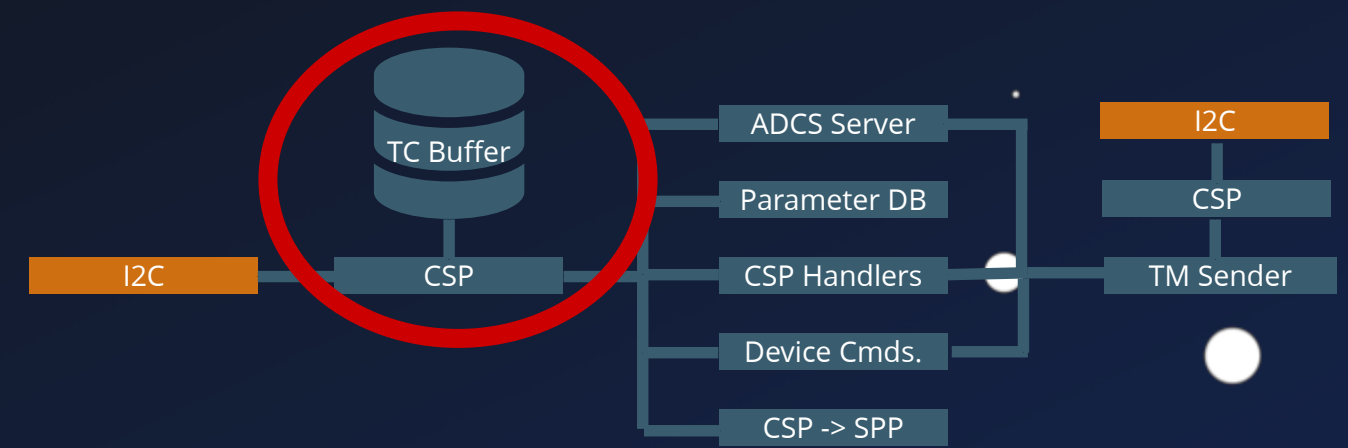 TC Buffer
I2C
CSP
ADCS Server
Parameter DB
CSP Handlers
Device Cmds.
CSP -> SPP
I2C
CSP
TM Sender